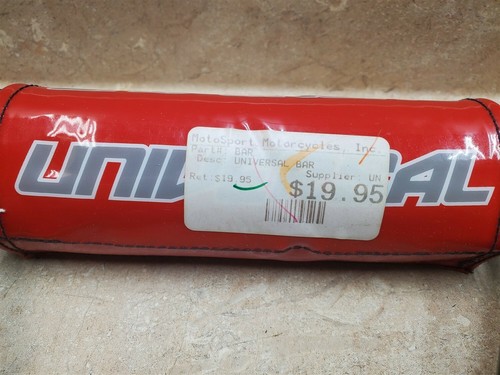 UNIVERSAL
MotoSport Motorcycles, Inc
Part#: BAR
Desc: UNIVERSAL BAR
Ret:$19.95 Supplier: UN
$19.95